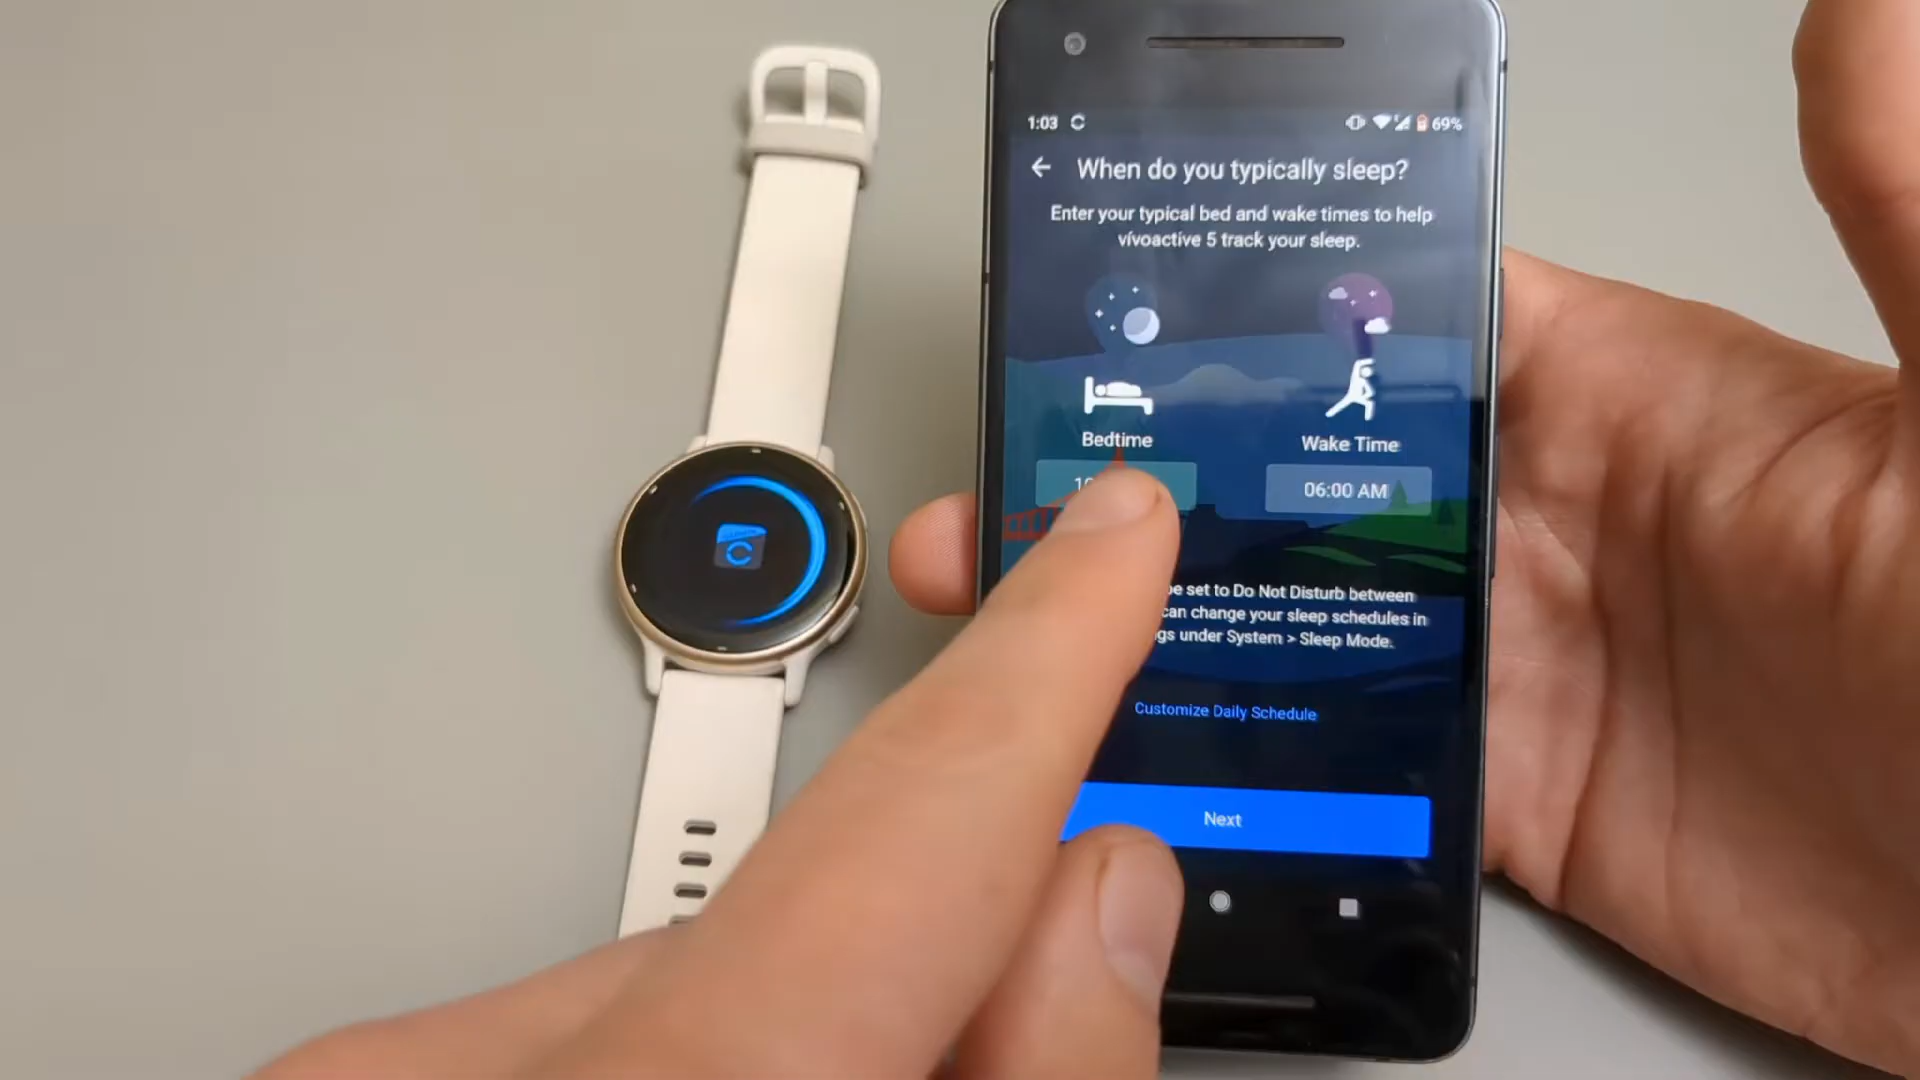 1:03 69%
When do you typically sleep?
Enter your typical bed and wake times to help
vívoactive 5 track your sleep.
Bedtime Wake Time
06:00 AM
be set to Do Not Disturb between
can change your sleep schedules in
under System > Sleep Mode.
Customize Daily Schedule
Next